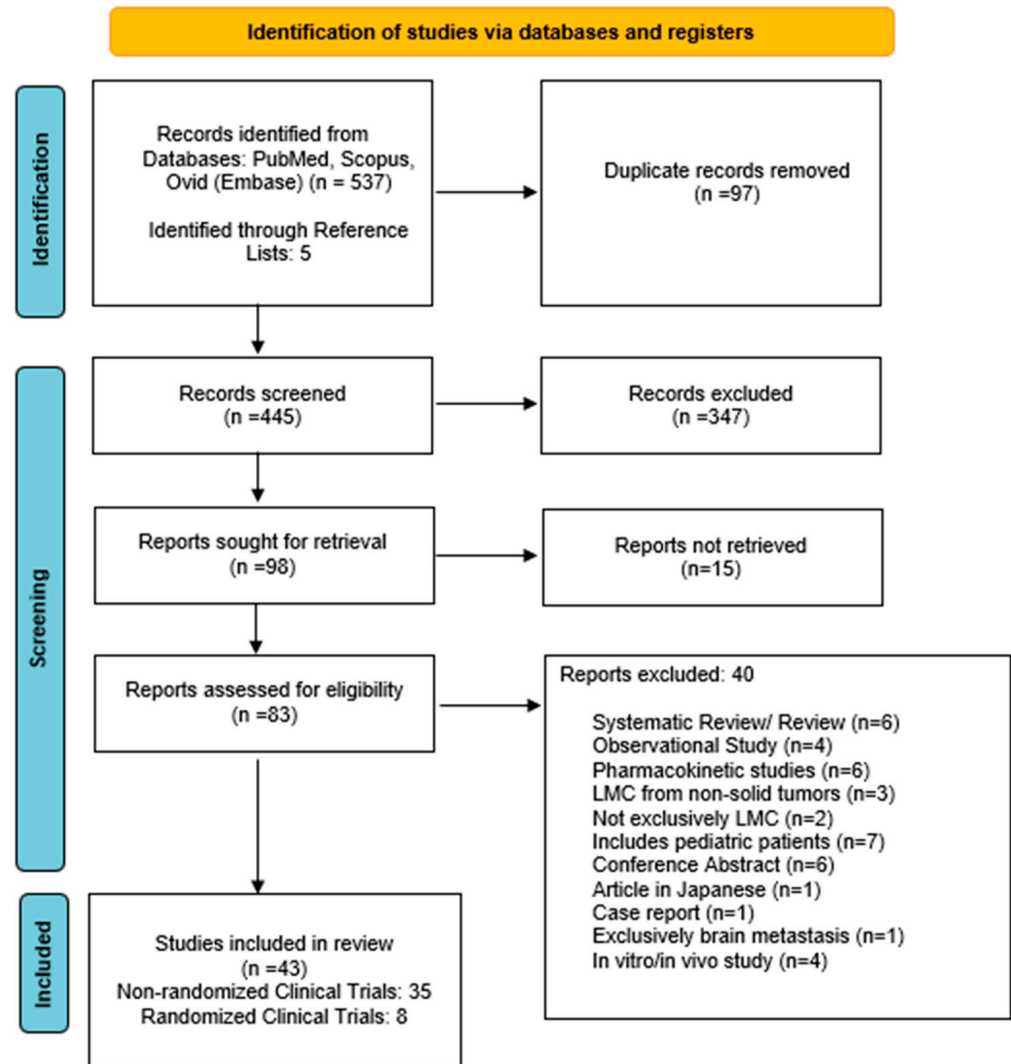 Identification of studies via databases and registers
Identification
Records identified from
Databases: PubMed, Scopus,
Ovid (Embase) (n = 537)
Identified through Reference
Lists: 5
Duplicate records removed
(n =97)
Screening
Records screened
(n =445)
Records excluded
(n =347)
Reports sought for retrieval
(n =98)
Reports not retrieved
(n=15)
Reports assessed for eligibility
(n =83)
Reports excluded: 40
Systematic Review/ Review (n=6)
Observational Study (n=4)
Pharmacokinetic studies (n=6)
LMC from non-solid tumors (n=3)
Not exclusively LMC (n=2)
Includes pediatric patients (n=7)
Conference Abstract (n=6)
Article in Japanese (n=1)
Case report (n=1)
Exclusively brain metastasis (n=1)
In vitro/in vivo study (n=4)
Included
Studies included in review
(n =43)
Non-randomized Clinical Trials: 35
Randomized Clinical Trials: 8